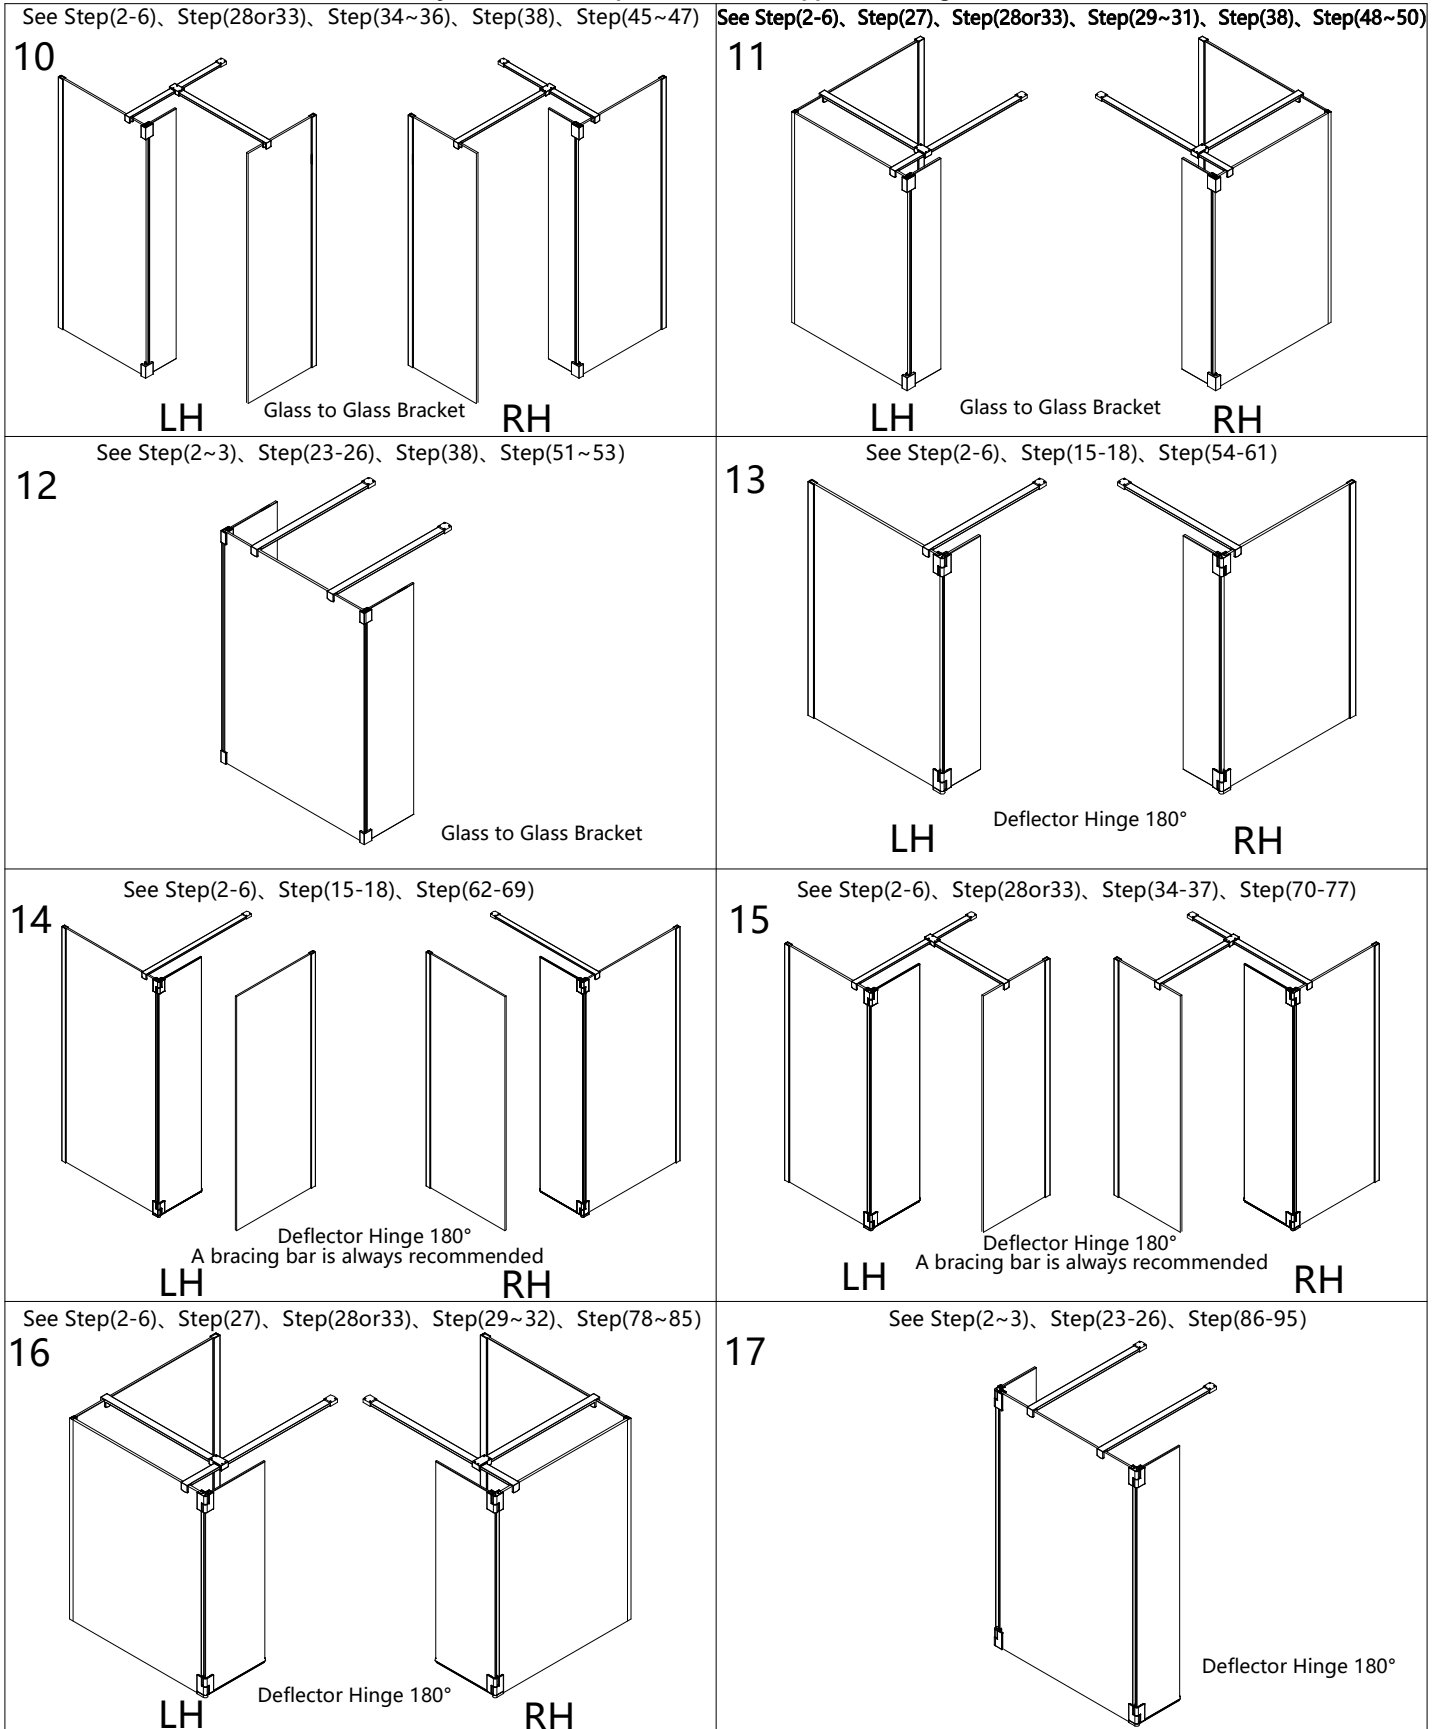 See Step(2-6)、Step(28or33)、Step(34~36)、Step(38)、Step(45~47)
10
LH
Glass to Glass Bracket
RH
See Step(2-6)、Step(27)、Step(28or33)、Step(29~31)、Step(38)、Step(48~50)
11
LH
Glass to Glass Bracket
RH
See Step(2~3)、Step(23-26)、Step(38)、Step(51~53)
12
Glass to Glass Bracket
See Step(2-6)、Step(15-18)、Step(54-61)
13
LH
Deflector Hinge 180°
RH
See Step(2-6)、Step(15-18)、Step(62-69)
14
Deflector Hinge 180°
A bracing bar is always recommended
LH
RH
See Step(2-6)、Step(28or33)、Step(34-37)、Step(70-77)
15
Deflector Hinge 180°
A bracing bar is always recommended
LH
RH
See Step(2-6)、Step(27)、Step(28or33)、Step(29~32)、Step(78~85)
16
LH
Deflector Hinge 180°
RH
See Step(2~3)、Step(23-26)、Step(86-95)
17
Deflector Hinge 180°